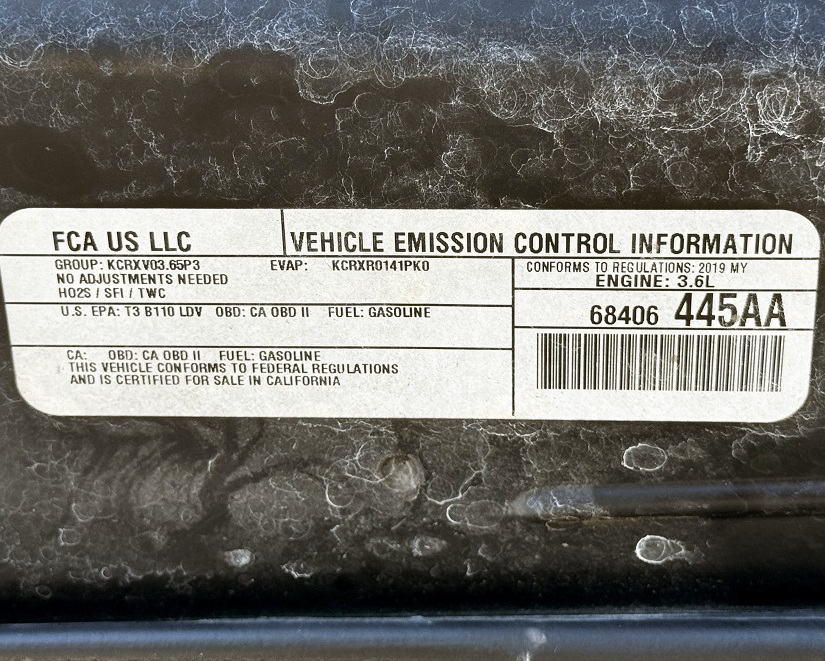 FCA US LLC
VEHICLE EMISSION CONTROL INFORMATION
GROUP: KCRXV03.65P3 EVAP: KCRXR0141PK0
NO ADJUSTMENTS NEEDED
HO2S / SFI / TWC
U.S. EPA: T3 B110 LDV OBD: CA OBD II FUEL: GASOLINE
CA: OBD: CA OBD II FUEL: GASOLINE
THIS VEHICLE CONFORMS TO FEDERAL REGULATIONS
AND IS CERTIFIED FOR SALE IN CALIFORNIA
CONFORMS TO REGULATIONS: 2019 MY
ENGINE: 3.6L
68406 445AA